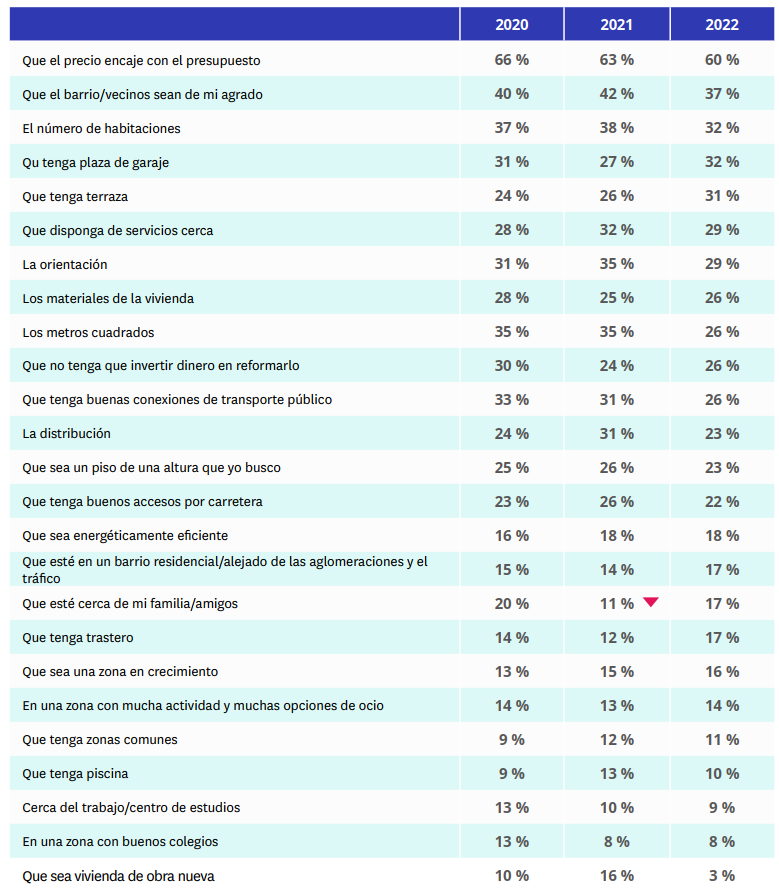 2020 2021 2022
Que el precio encaje con el presupuesto 66 % 63 % 60 %
Que el barrio/vecinos sean de mi agrado 40 % 42 % 37 %
El número de habitaciones 37 % 38 % 32 %
Qu tenga plaza de garaje 31 % 27 % 32 %
Que tenga terraza 24 % 26 % 31 %
Que disponga de servicios cerca 28 % 32 % 29 %
La orientación 31 % 35 % 29 %
Los materiales de la vivienda 28 % 25 % 26 %
Los metros cuadrados 35 % 35 % 26 %
Que no tenga que invertir dinero en reformarlo 30 % 24 % 26 %
Que tenga buenas conexiones de transporte público 33 % 31 % 26 %
La distribución 24 % 31 % 23 %
Que sea un piso de una altura que yo busco 25 % 26 % 23 %
Que tenga buenos accesos por carretera 23 % 26 % 22 %
Que sea energéticamente eficiente 16 % 18 % 18 %
Que esté en un barrio residencial/alejado de las aglomeraciones y el
tráfico 15 % 14 % 17 %
Que esté cerca de mi familia/amigos 20 % 11 % 17 %
Que tenga trastero 14 % 12 % 17 %
Que sea una zona en crecimiento 13 % 15 % 16 %
En una zona con mucha actividad y muchas opciones de ocio 14 % 13 % 14 %
Que tenga zonas comunes 9 % 12 % 11 %
Que tenga piscina 9 % 13 % 10 %
Cerca del trabajo/centro de estudios 13 % 10 % 9 %
En una zona con buenos colegios 13 % 8 % 8 %
Que sea vivienda de obra nueva 10 % 16 % 3 %